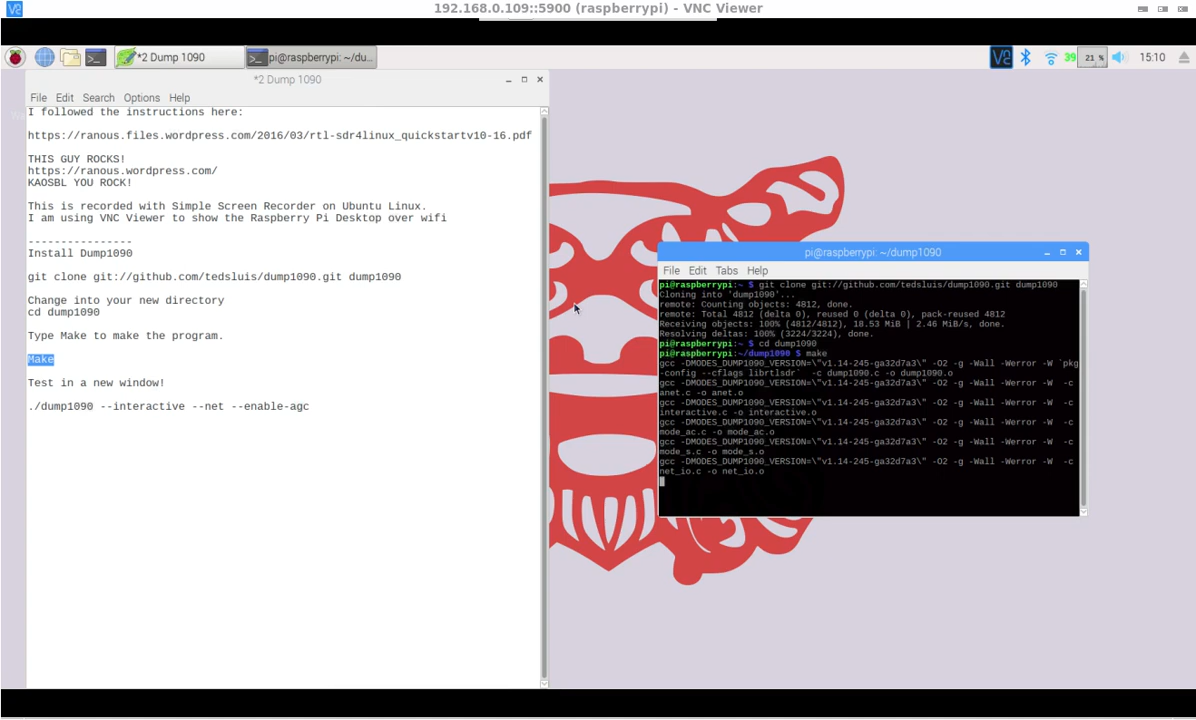 192.168.0.109::5900 (raspberrypi) - VNC Viewer
*2 Dump 1090
pi@raspberrypi: ~/du...
39
21 %
15:10
*2 Dump 1090
File Edit Search Options Help
I followed the instructions here:
https://ranous.files.wordpress.com/2016/03/rtl-sdr4linux_quickstartv10-16.pdf
THIS GUY ROCKS!
https://ranous.wordpress.com/
KAOSBL YOU ROCK!
This is recorded with Simple Screen Recorder on Ubuntu Linux.
I am using VNC Viewer to show the Raspberry Pi Desktop over wifi
----------------
Install Dump1090
git clone git://github.com/tedsluis/dump1090.git dump1090
Change into your new directory
cd dump1090
Type Make to make the program.
Make
Test in a new window!
./dump1090 --interactive --net --enable-agc
pi@raspberrypi: ~/dump1090
File Edit Tabs Help
pi@raspberrypi:~ $ git clone git://github.com/tedsluis/dump1090.git dump1090
Cloning into 'dump1090'...
remote: Counting objects: 4812, done.
remote: Total 4812 (delta 0), reused 0 (delta 0), pack-reused 4812
Receiving objects: 100% (4812/4812), 18.53 MiB | 2.46 MiB/s, done.
Resolving deltas: 100% (3224/3224), done.
pi@raspberrypi:~ $ cd dump1090
pi@raspberrypi:~/dump1090 $ make
gcc -DMODES_DUMP1090_VERSION=\"v1.14-245-ga32d7a3\" -O2 -g -Wall -Werror -W `pkg
-config --cflags librtlsdr` -c dump1090.c -o dump1090.o
gcc -DMODES_DUMP1090_VERSION=\"v1.14-245-ga32d7a3\" -O2 -g -Wall -Werror -W -c
anet.c -o anet.o
gcc -DMODES_DUMP1090_VERSION=\"v1.14-245-ga32d7a3\" -O2 -g -Wall -Werror -W -c
interactive.c -o interactive.o
gcc -DMODES_DUMP1090_VERSION=\"v1.14-245-ga32d7a3\" -O2 -g -Wall -Werror -W -c
mode_ac.c -o mode_ac.o
gcc -DMODES_DUMP1090_VERSION=\"v1.14-245-ga32d7a3\" -O2 -g -Wall -Werror -W -c
mode_s.c -o mode_s.o
gcc -DMODES_DUMP1090_VERSION=\"v1.14-245-ga32d7a3\" -O2 -g -Wall -Werror -W -c
net_io.c -o net_io.o